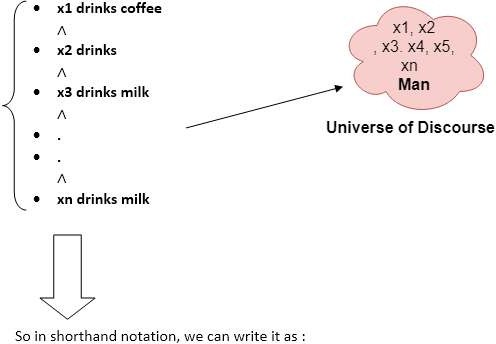 x1 drinks coffee
^
x2 drinks
^
x3 drinks milk
^
.
.
^
xn drinks milk
x1, x2
, x3. x4, x5,
xn
Man
Universe of Discourse
So in shorthand notation, we can write it as :